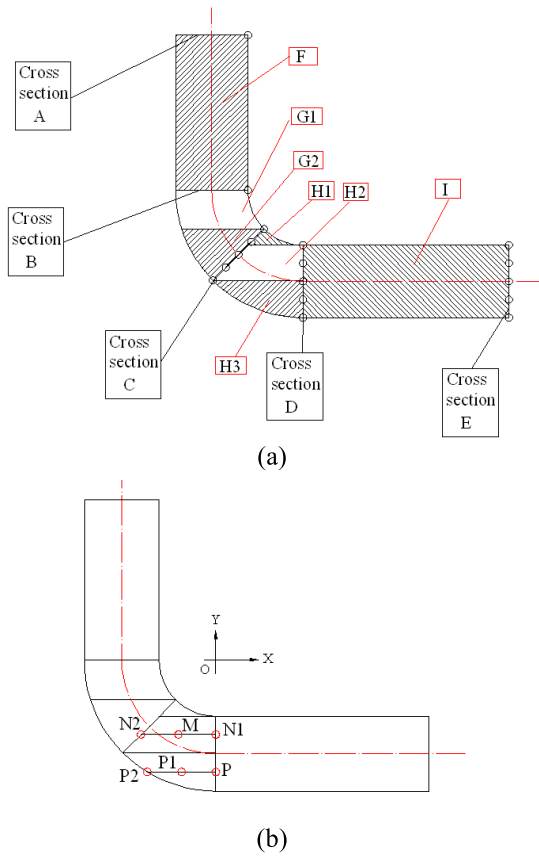 F
Cross
section
A
G1
G2
H1
H2
I
Cross
section
B
Cross
section
C
H3
Cross
section
D
Cross
section
E
(a)
Y
O
X
N2
M
N1
P2
P1
P
(b)